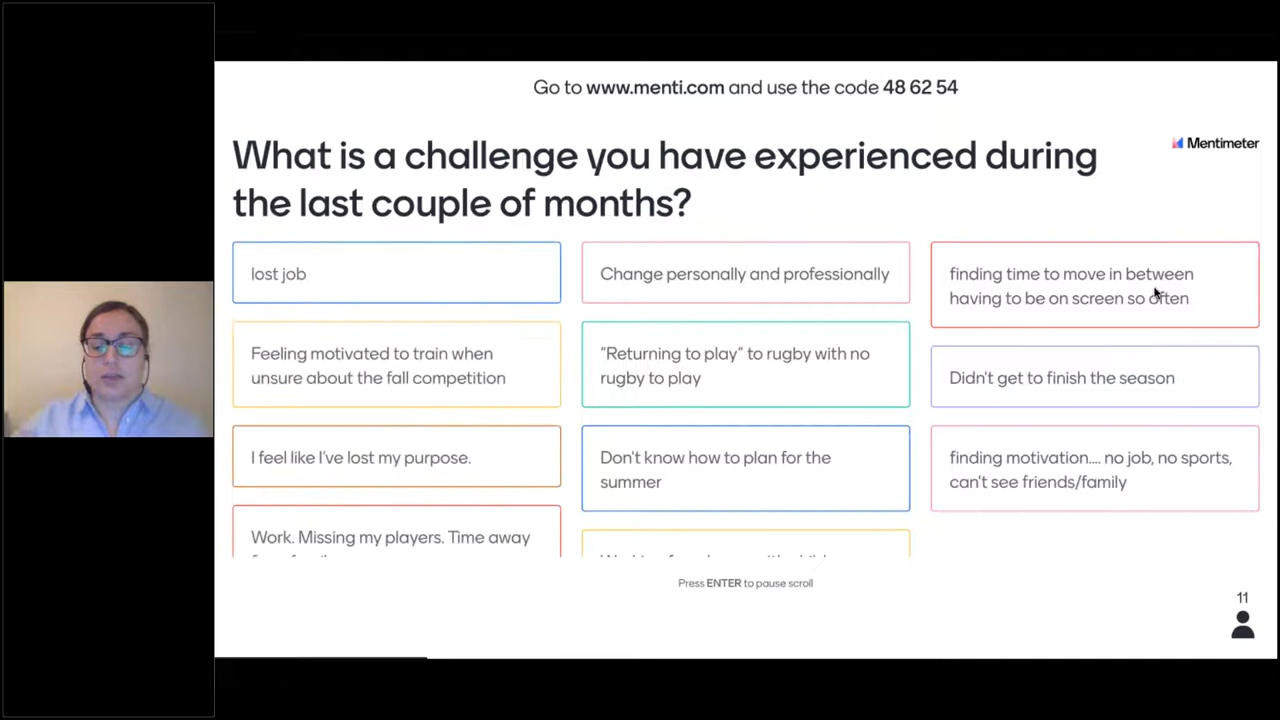 Go to www.menti.com and use the code 48 62 54
Mentimeter
What is a challenge you have experienced during
the last couple of months?
lost job
Change personally and professionally
finding time to move in between
having to be on screen so often
Feeling motivated to train when
unsure about the fall competition
"Returning to play" to rugby with no
rugby to play
Didn't get to finish the season
I feel like I've lost my purpose.
Don't know how to plan for the
summer
finding motivation.... no job, no sports,
can't see friends/family
Work. Missing my players. Time away
Press ENTER to pause scroll
11